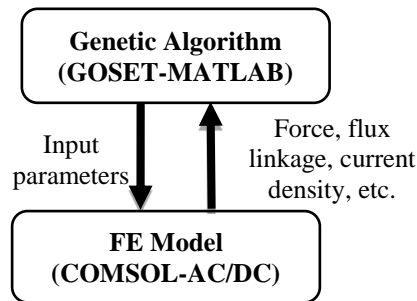 Genetic Algorithm
(GOSET-MATLAB)
Input
parameters
Force, flux
linkage, current
density, etc.
FE Model
(COMSOL-AC/DC)